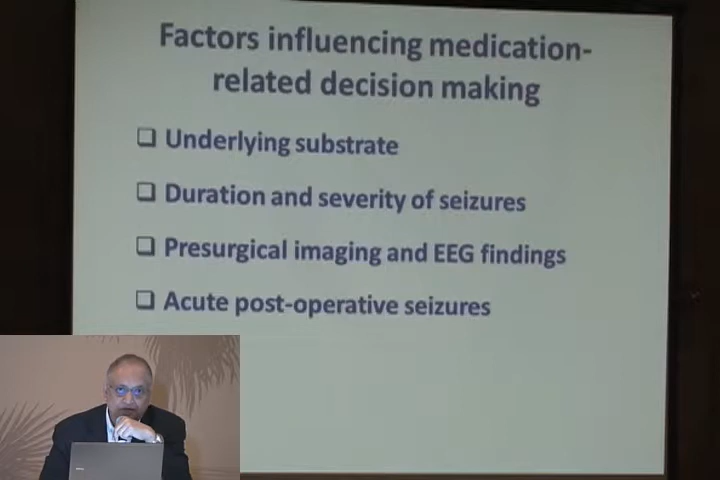 Factors influencing medication-
related decision making
Underlying substrate
Duration and severity of seizures
Presurgical imaging and EEG findings
Acute post-operative seizures